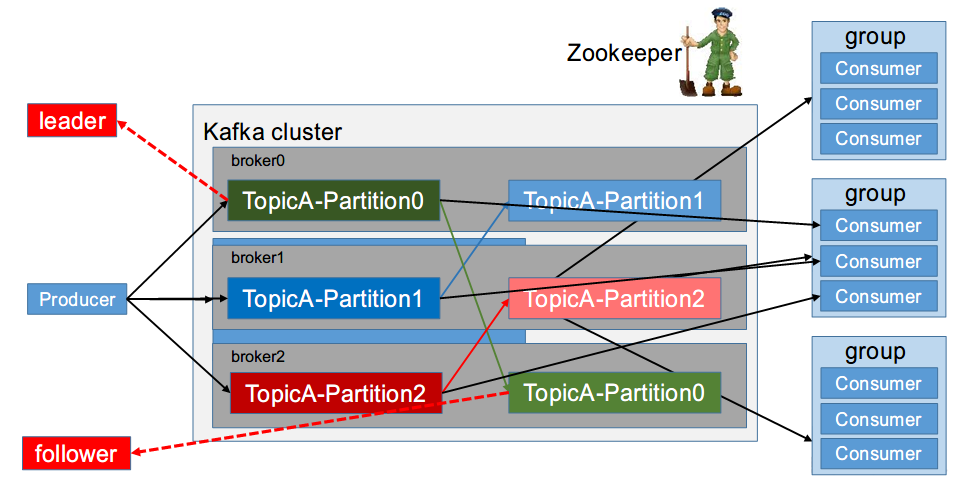 Zookeeper
leader
Kafka cluster
broker0
TopicA-Partition0
TopicA-Partition1
broker1
Producer
TopicA-Partition1
TopicA-Partition2
broker2
TopicA-Partition2
TopicA-Partition0
follower
group
Consumer
Consumer
Consumer
group
Consumer
Consumer
Consumer
group
Consumer
Consumer
Consumer